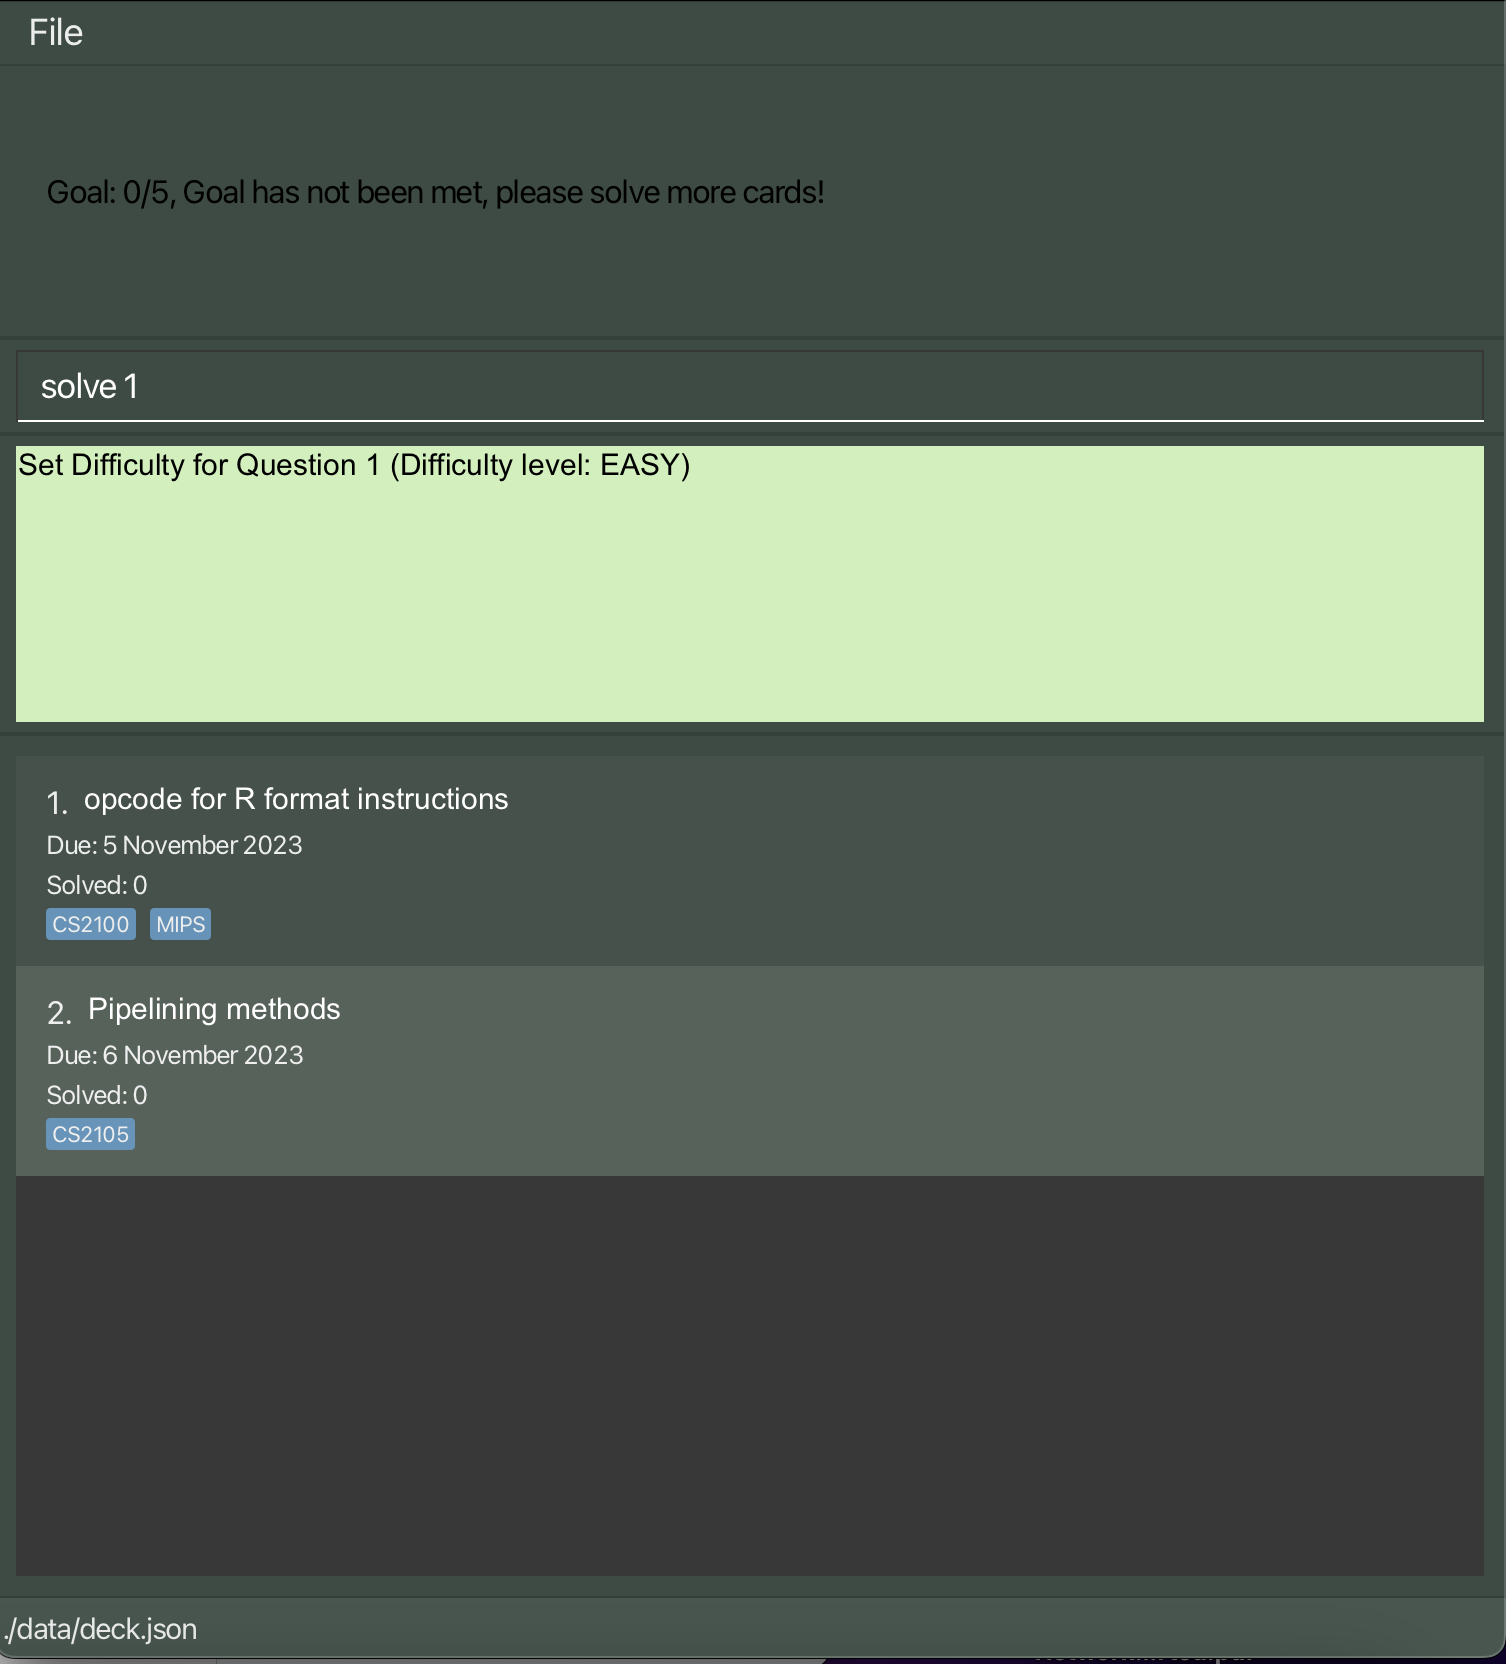 File
Goal: 0/5, Goal has not been met, please solve more cards!
solve 1
Set Difficulty for Question 1 (Difficulty level: EASY)
1. opcode for R format instructions
Due: 5 November 2023
Solved: 0
CS2100 MIPS
2. Pipelining methods
Due: 6 November 2023
Solved: 0
CS2105
./data/deck.json